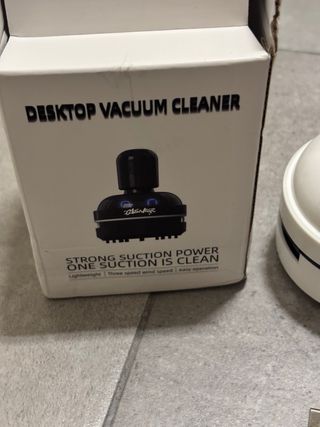 DESKTOP VACUUM CLEANER
STRONG SUCTION POWER
ONE SUCTION IS CLEAN
Lightweight | Three speed wind speed | easy operation